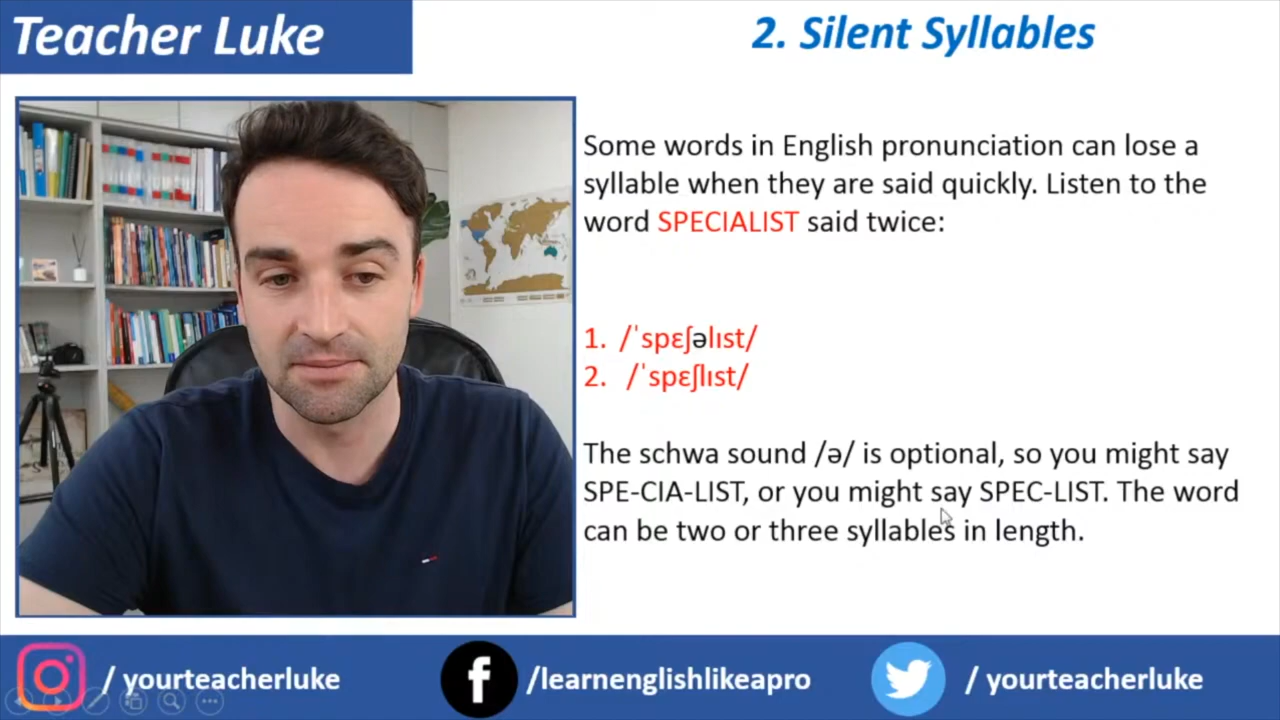 Teacher Luke
2. Silent Syllables
Some words in English pronunciation can lose a
syllable when they are said quickly. Listen to the
word SPECIALIST said twice:
1. /ˈspɛʃəlɪst/
2. /ˈspɛʃlɪst/
The schwa sound /ə/ is optional, so you might say
SPE-CIA-LIST, or you might say SPEC-LIST. The word
can be two or three syllables in length.
/ yourteacherluke
/learnenglishlikeapro
/ yourteacherluke